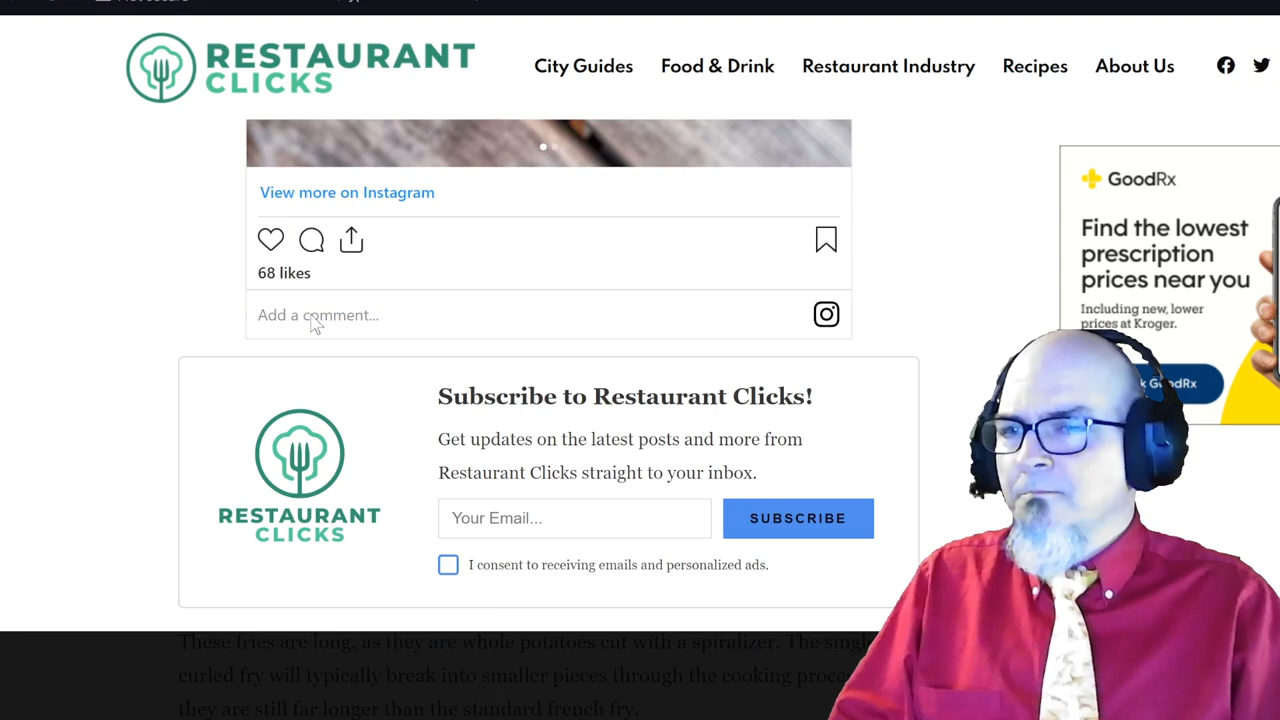 RESTAURANT
CLICKS
City Guides Food & Drink Restaurant Industry Recipes About Us
View more on Instagram
68 likes
Add a comment...
GoodRx
Find the lowest
prescription
prices near you
Including new, lower
prices at Kroger.
GoodRx
Subscribe to Restaurant Clicks!
Get updates on the latest posts and more from
Restaurant Clicks straight to your inbox.
Your Email...
SUBSCRIBE
I consent to receiving emails and personalized ads.
RESTAURANT
CLICKS
These fries are long, as they are whole potatoes cut with a spiralizer. The
curled fry will typically break into smaller pieces through the cooking
they are still far longer than the standard french fry.